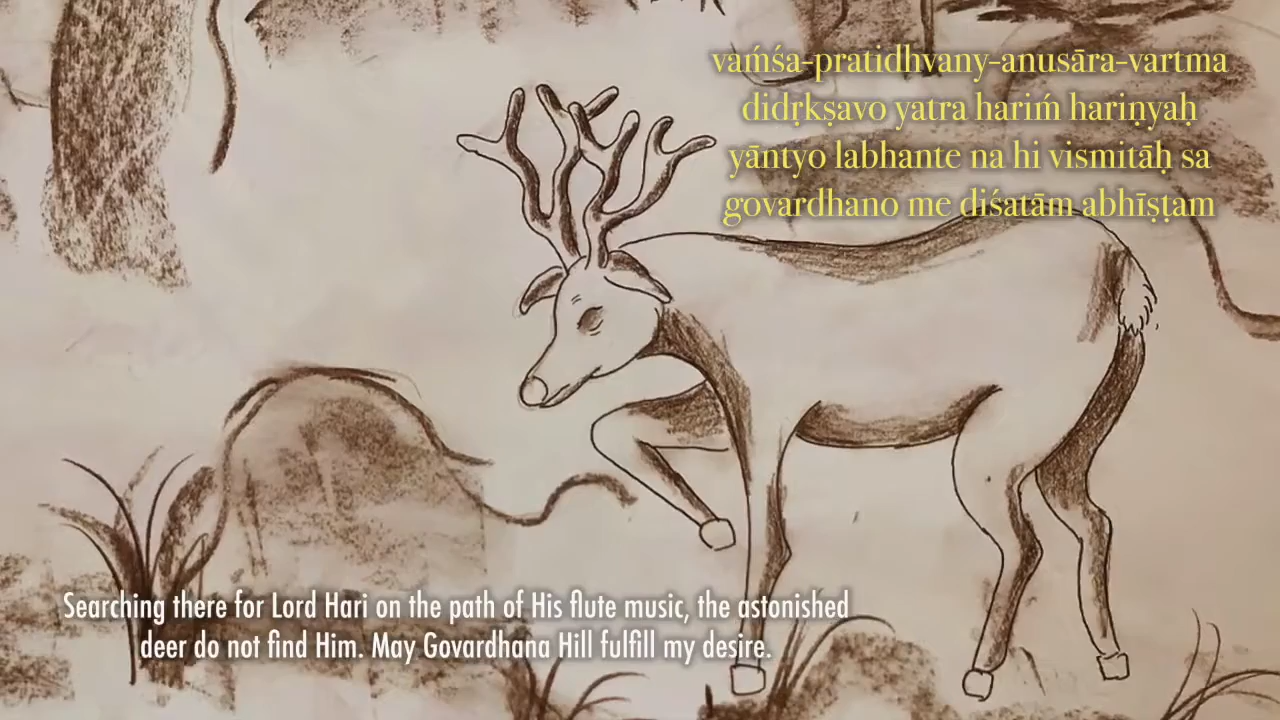 vaḿśa-pratidhvany-anusāra-vartma
didṛkṣavo yatra hariḿ hariṇyaḥ
yāntyo labhante na hi vismitāḥ sa
govardhano me diśatām abhīṣṭam
Searching there for Lord Hari on the path of His flute music, the astonished
deer do not find Him. May Govardhana Hill fulfill my desire.